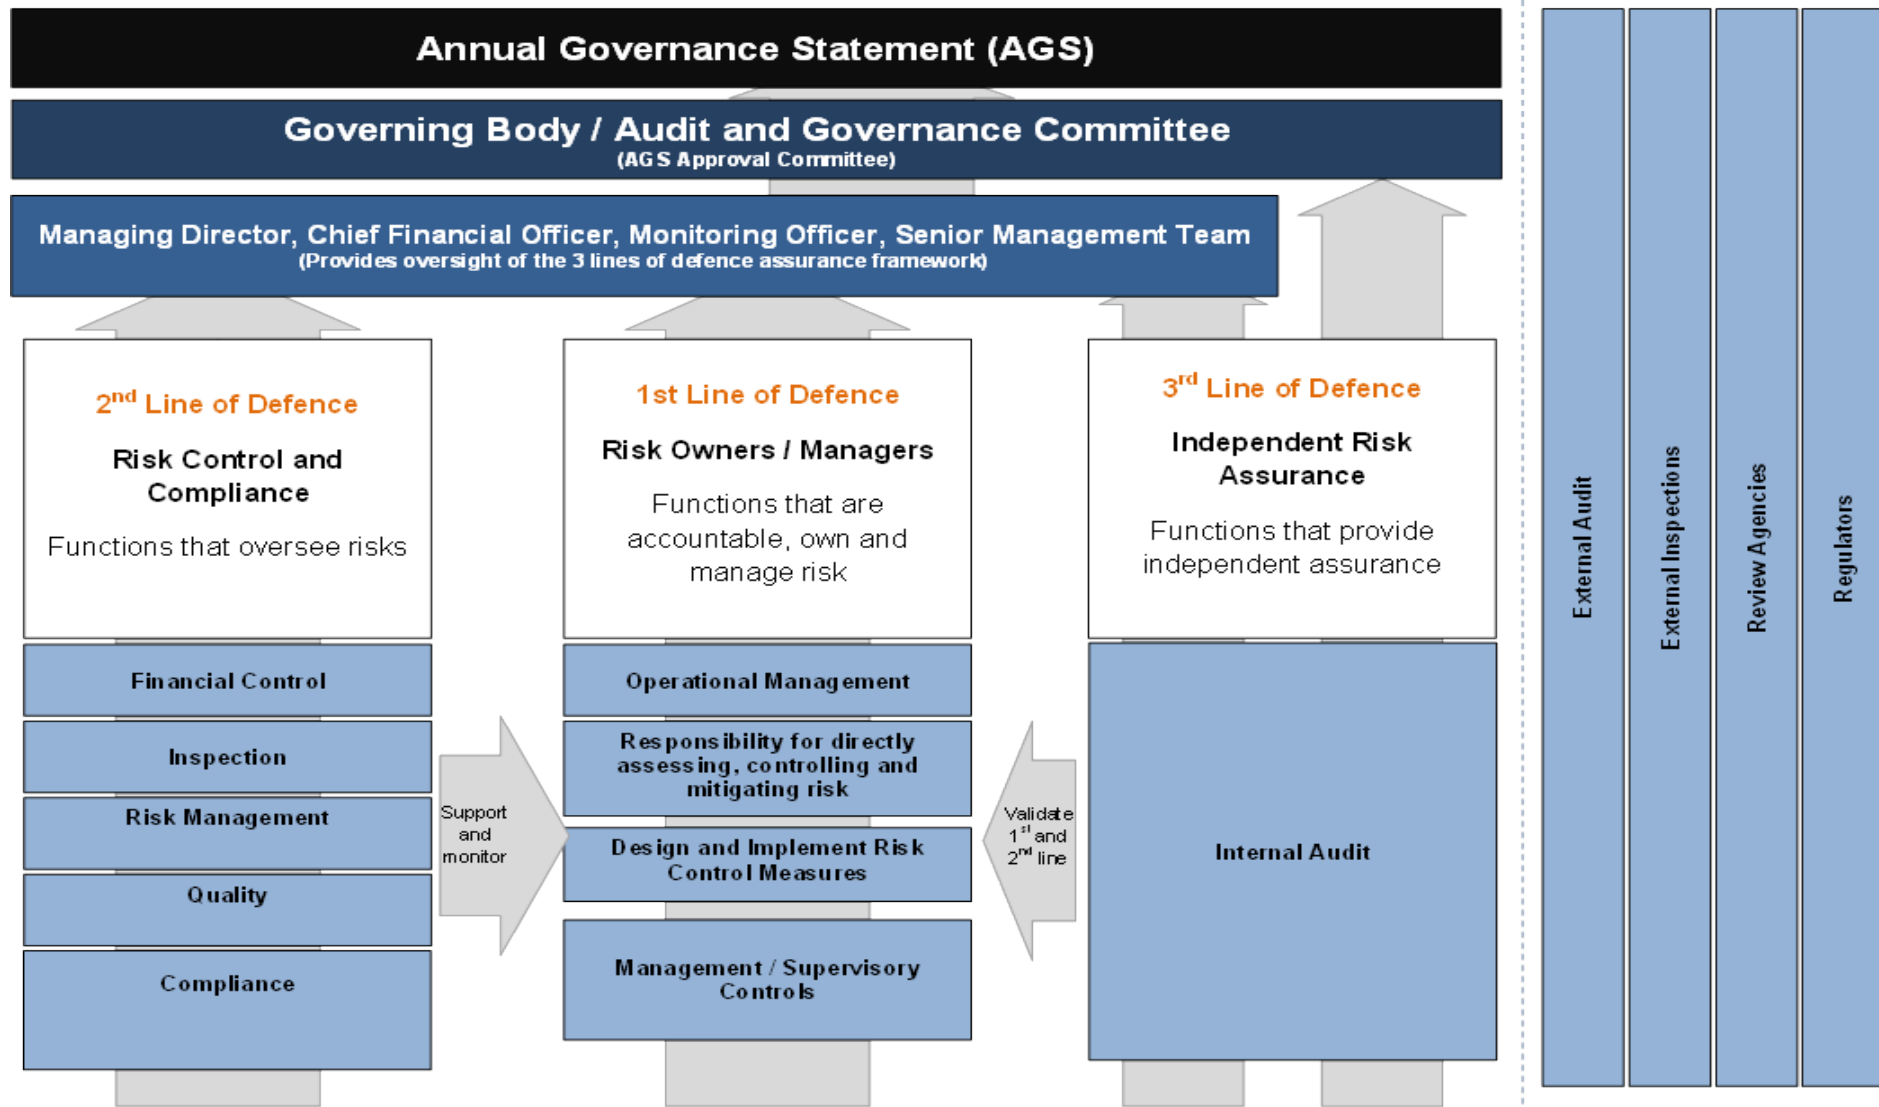 Annual Governance Statement (AGS)
Governing Body / Audit and Governance Committee
(AGS Approval Committee)
Managing Director, Chief Financial Officer, Monitoring Officer, Senior Management Team
(Provides oversight of the 3 lines of defence assurance framework)
2nd Line of Defence
Risk Control and
Compliance
Functions that oversee risks
Financial Control
Inspection
Risk Management
Quality
Compliance
Support
and
monitor
1st Line of Defence
Risk Owners / Managers
Functions that are
accountable, own and
manage risk
Operational Management
Responsibility for directly
assessing, controlling and
mitigating risk
Design and Implement Risk
Control Measures
Management / Supervisory
Controls
Validate
1st and
2nd line
3rd Line of Defence
Independent Risk
Assurance
Functions that provide
independent assurance
Internal Audit
External Audit
External Inspections
Review Agencies
Regulators